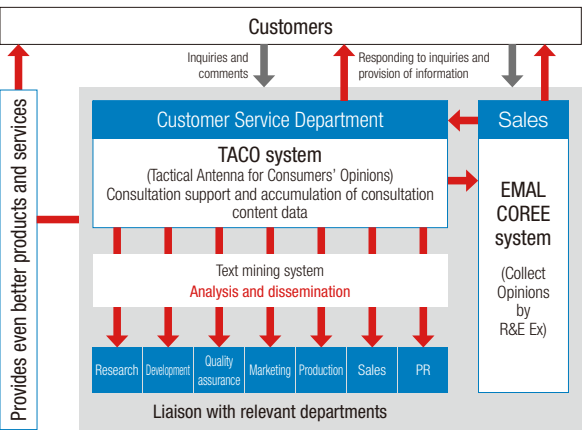 Customers
Inquiries and
comments
Responding to inquiries and
provision of information
Provides even better products and services
Customer Service Department
TACO system
(Tactical Antenna for Consumers' Opinions)
Consultation support and accumulation of consultation
content data
Sales
EMAL
COREE
system
(Collect
Opinions
by
R&E Ex)
Text mining system
Analysis and dissemination
Research
Development
Quality
assurance
Marketing
Production
Sales
PR
Liaison with relevant departments